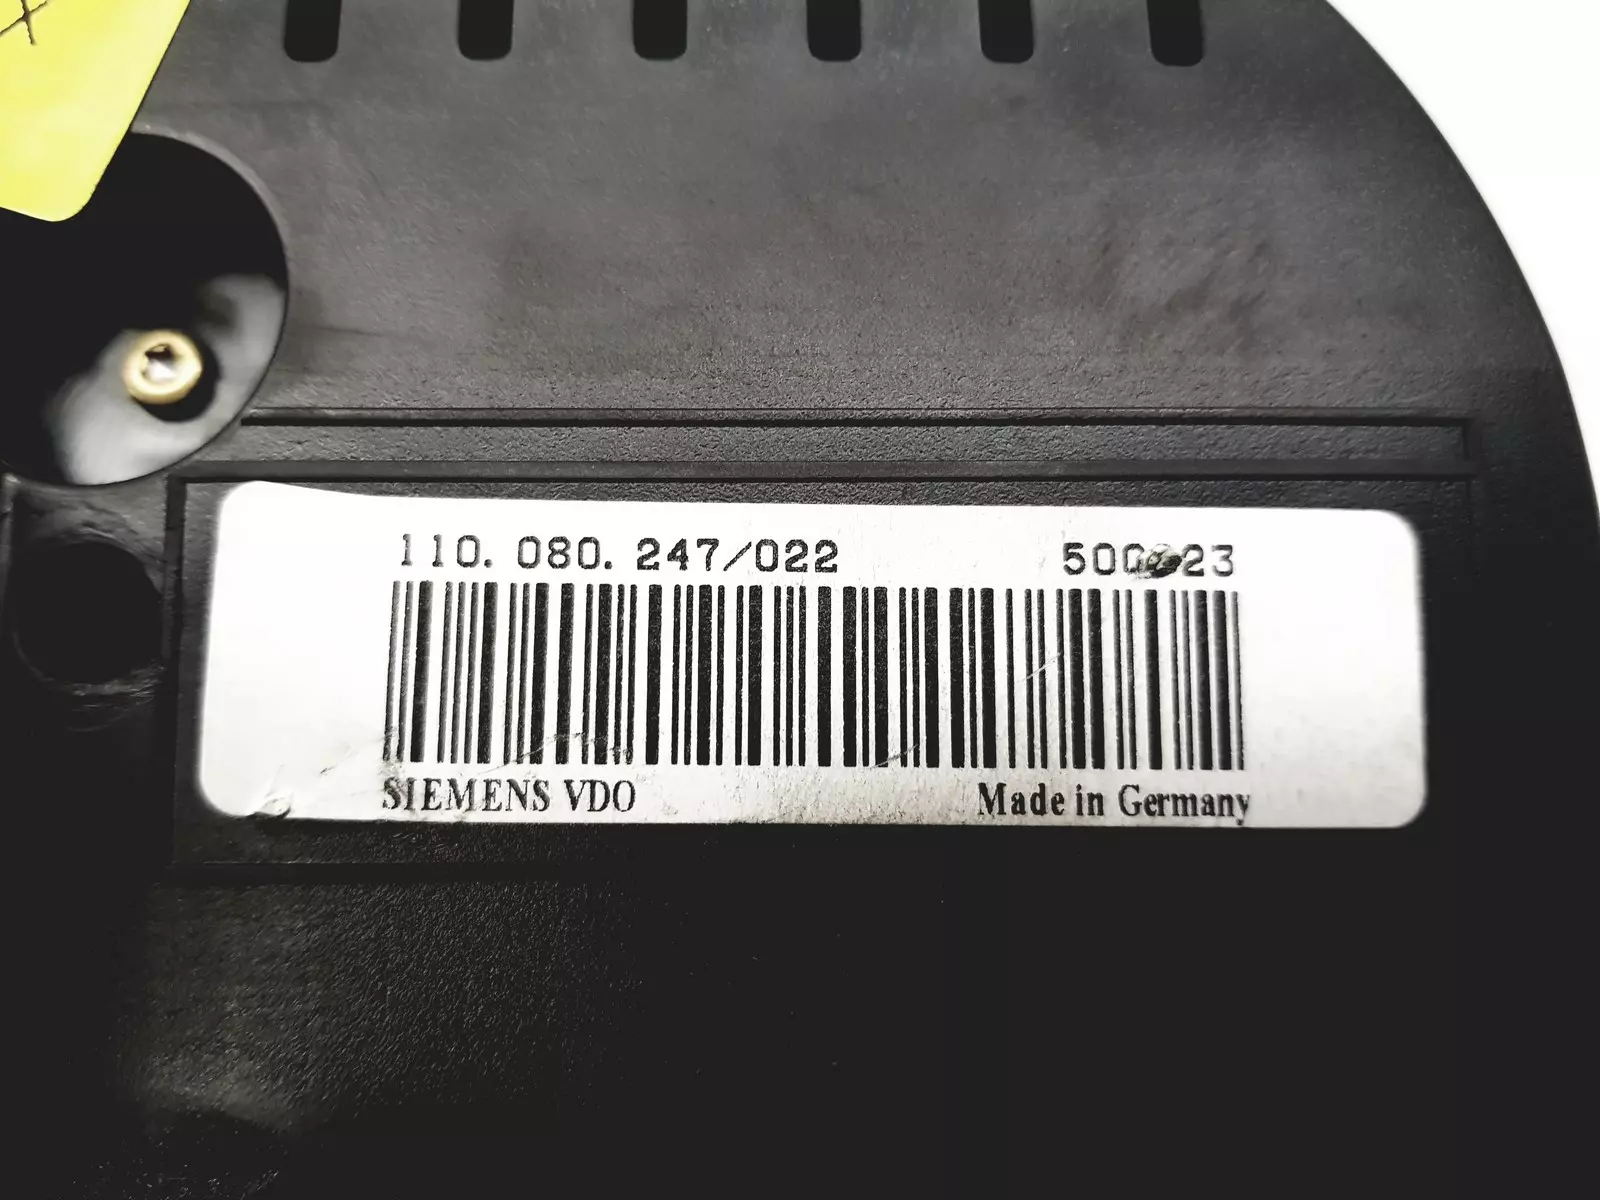 110. 080. 247/022
SIEMENS VDO
Made in Germany